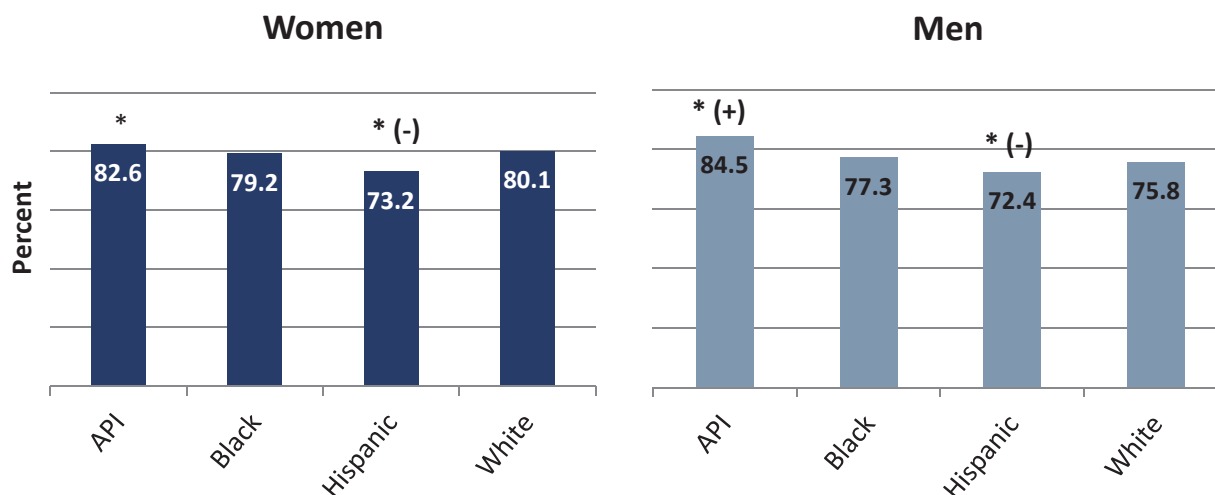 Women
Percent
*
* (-)
82.6
79.2
73.2
80.1
API
Black
Hispanic
White
Men
* (+)
* (-)
84.5
77.3
72.4
75.8
API
Black
Hispanic
White